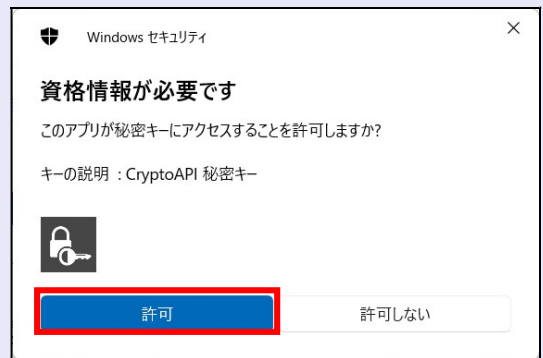 Windows セキュリティ
資格情報が必要です
このアプリが秘密キーにアクセスすることを許可しますか?
キーの説明 : CryptoAPI 秘密キー
許可
許可しない